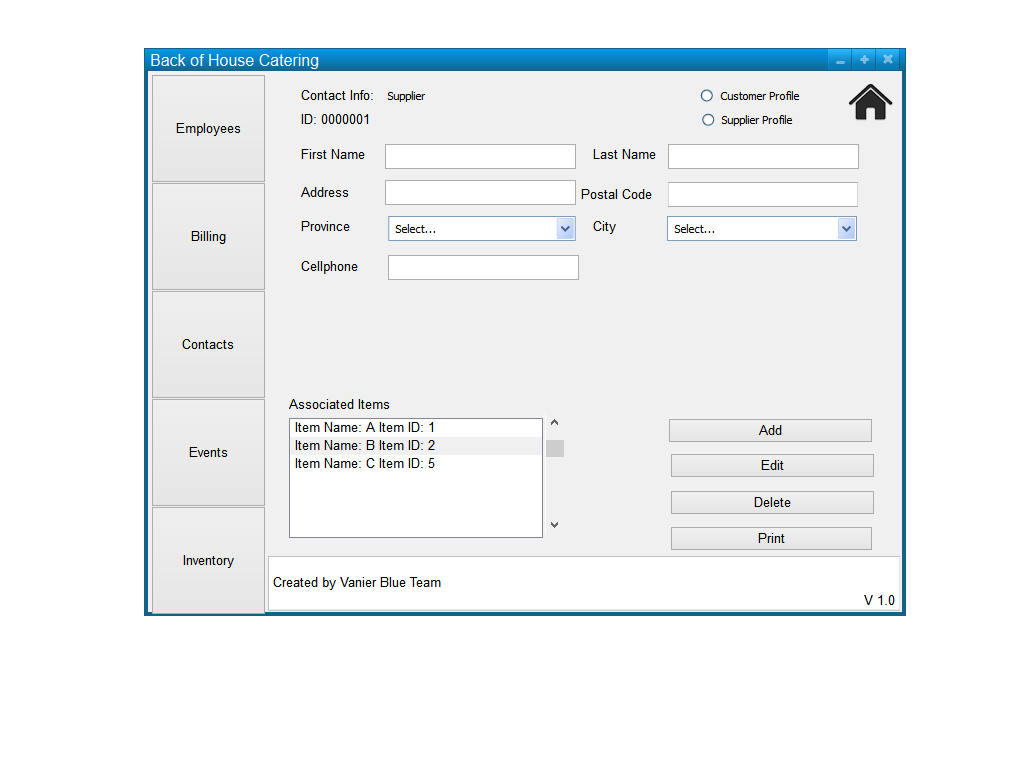 Back of House Catering
Employees
Billing
Contacts
Events
Inventory
Contact Info: Supplier
ID: 0000001
Customer Profile
Supplier Profile
First Name
Last Name
Address
Postal Code
Province
Select...
City
Select...
Cellphone
Associated Items
Item Name: A Item ID: 1
Item Name: B Item ID: 2
Item Name: C Item ID: 5
Add
Edit
Delete
Print
Created by Vanier Blue Team
V 1.0